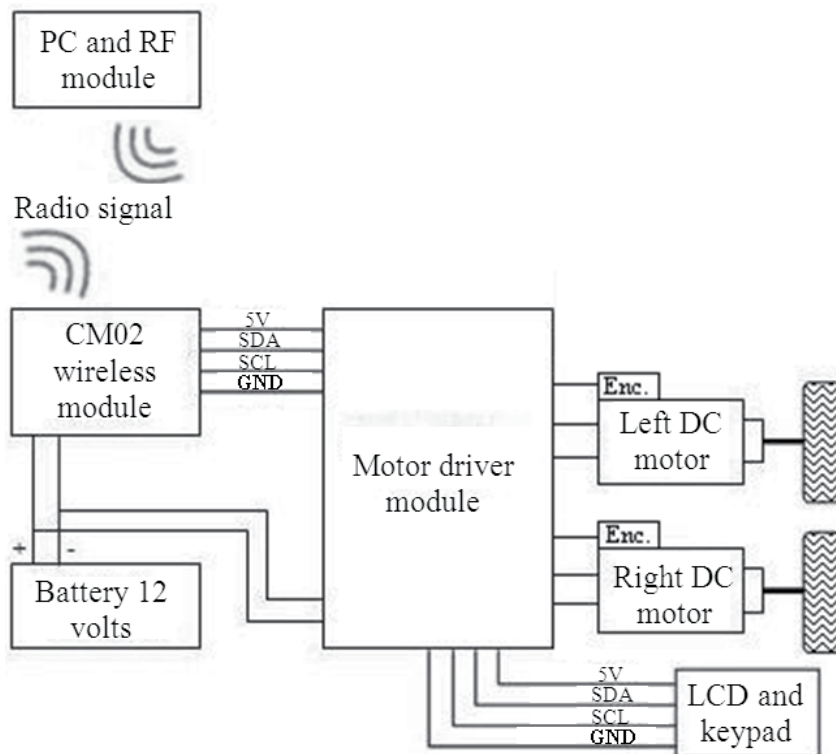 PC and RF
module
Radio signal
CM02
wireless
module
5V
SDA
SCL
GND
Motor driver
module
Enc.
Left DC
motor
Enc.
Right DC
motor
+ -
Battery 12
volts
5V
SDA
SCL
GND
LCD and
keypad